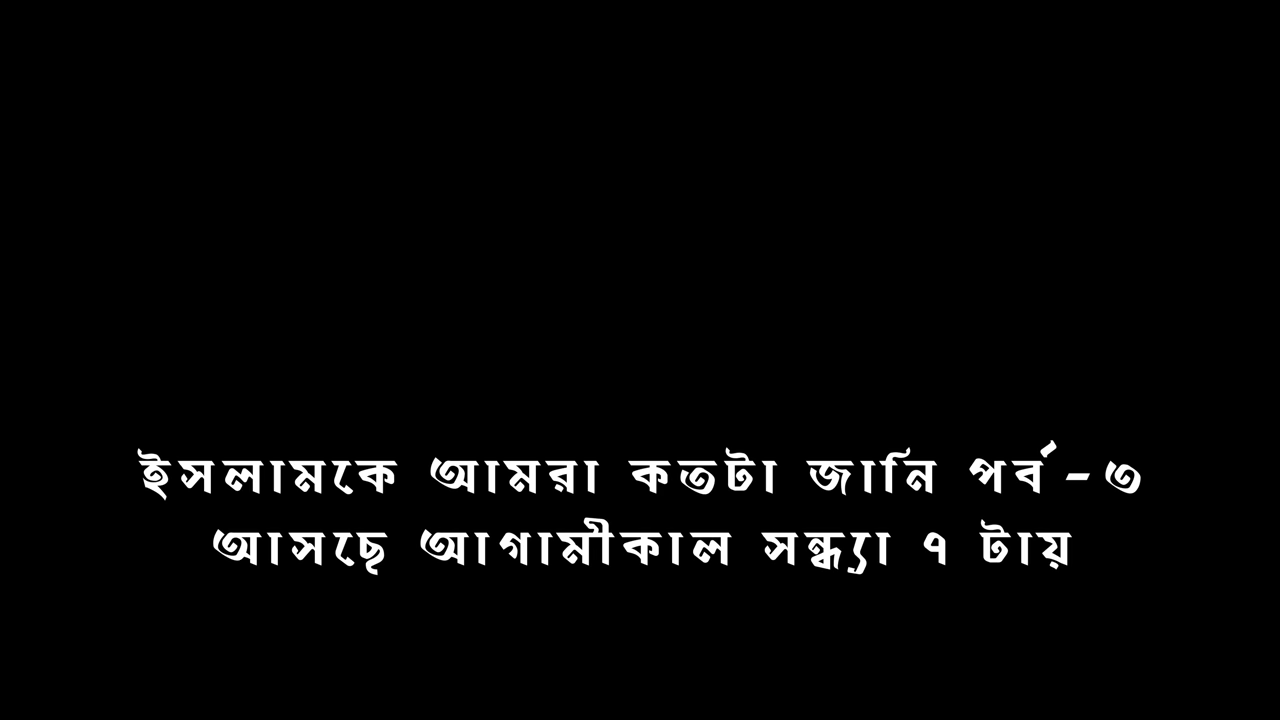 ইসলামকে আমরা কতটা জানি পর্ব - ৩
আসছে আগামীকাল সন্ধ্যা ৭ টায়